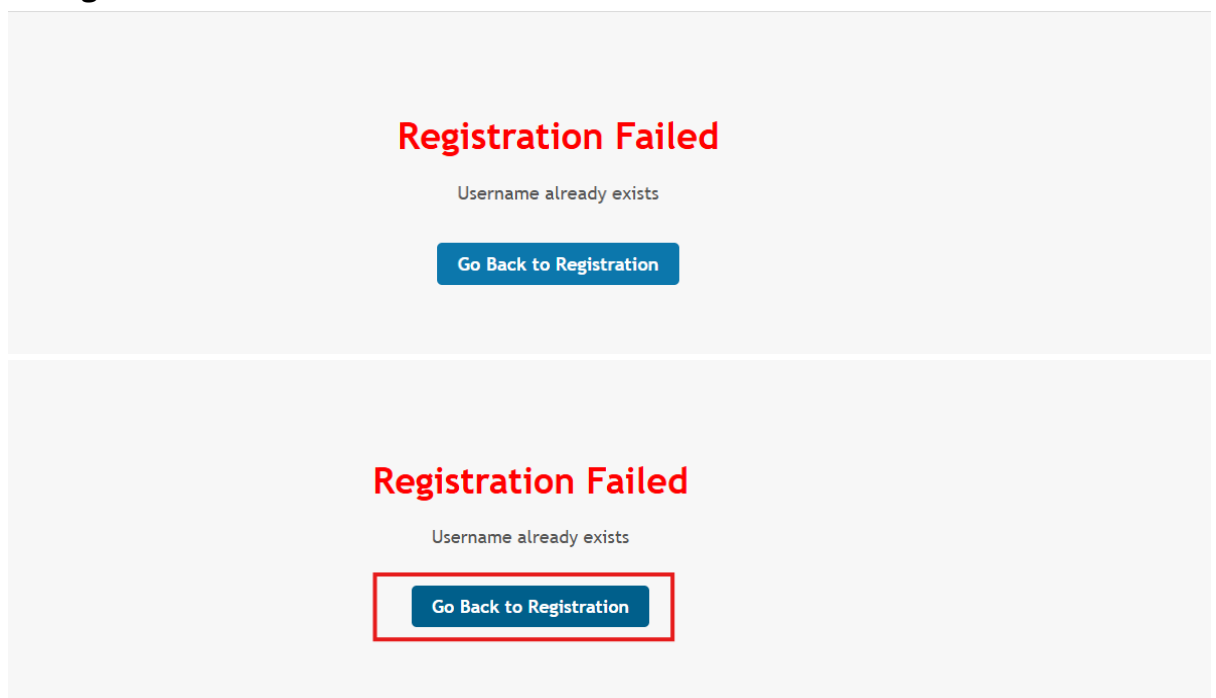 Registration Failed
Username already exists
Go Back to Registration
Registration Failed
Username already exists
Go Back to Registration